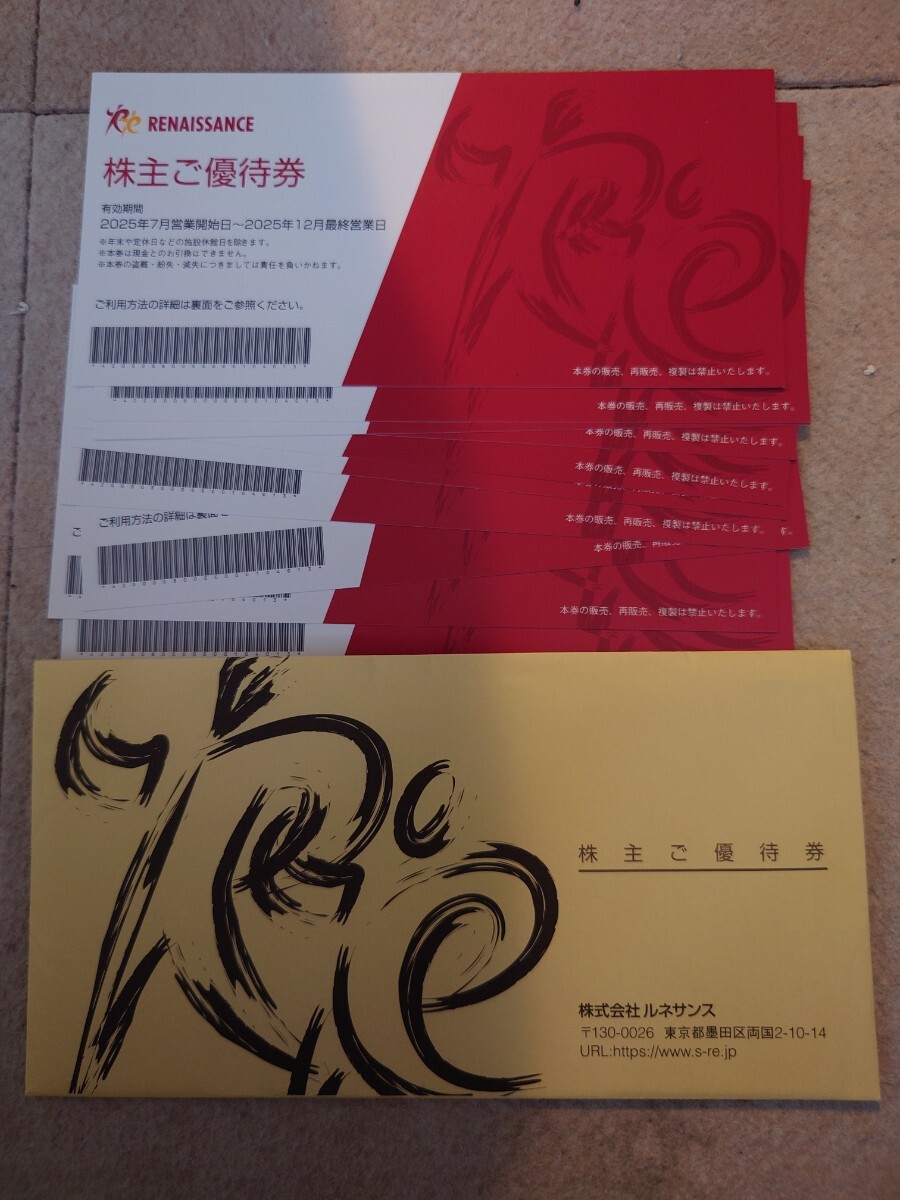 RENAISSANCE
株主ご優待券
有効期間
2025年7月営業開始日～2025年12月最終営業日
※年末や定休日などの施設休館日を除きます。
※本券は現金とのお引換はできません。
※本券の盗難・紛失・滅失につきましては責任を負いかねます。
ご利用方法の詳細は裏面をご参照ください。
本券の販売、再販売、複製は禁止いたします。
本券の販売、再販売、複製は禁止いたします。
本券の販売、再販売、複製は禁止いたします。
本券の販売、再販売、複製は禁止いたします。
ご利用方法の詳細は裏面
本券の販売、再販売、複製は禁止いたします。
本券の販売、
本券の販売、再販売、複製は禁止いたします。
株主ご優待券
株式会社 ルネサンス
〒130-0026 東京都墨田区両国2-10-14
URL:https://www.s-re.jp